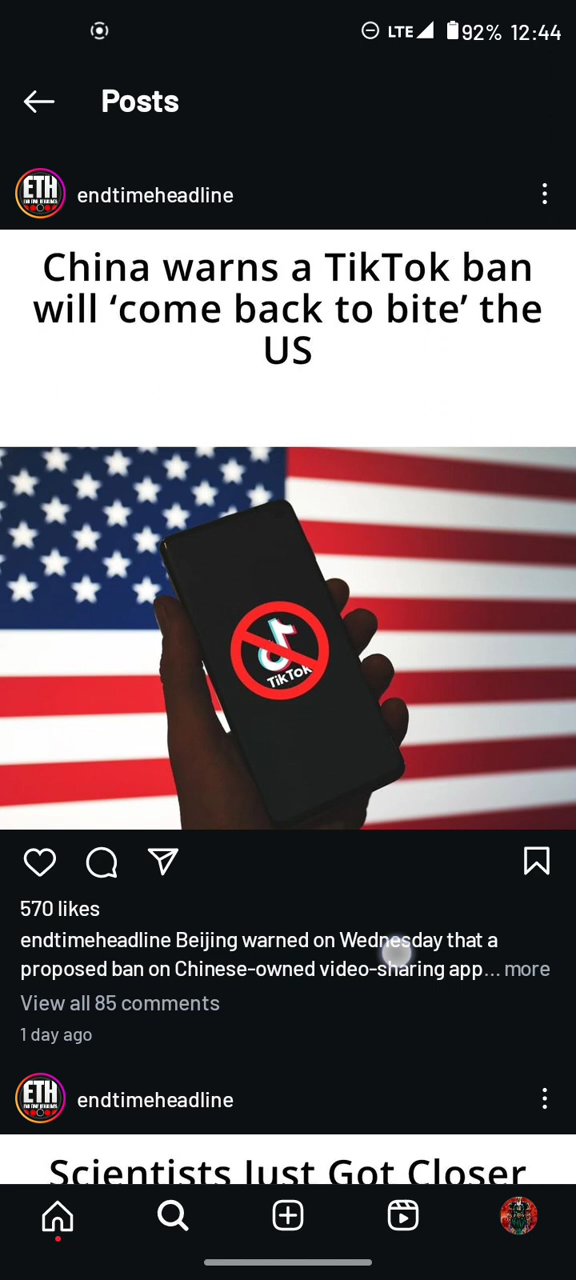 LTE 92% 12:44
Posts
ETH
endtimeheadline
China warns a TikTok ban
will ‘come back to bite’ the
US
TikTok
570 likes
endtimeheadline Beijing warned on Wednesday that a
proposed ban on Chinese-owned video-sharing app... more
View all 85 comments
1 day ago
ETH
endtimeheadline
Scientists Just Got Closer